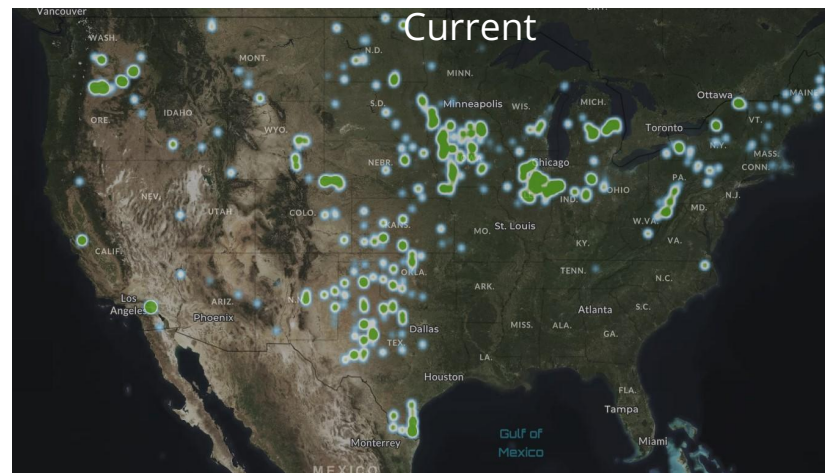 Current
Vancouver
WASH.
MONT.
N.D.
MINN.
ORE.
IDAHO
S.D.
Minneapolis
WIS.
MICH.
Ottawa
MAINE
Toronto
VT.
WYO.
N.Y.
MASS.
CONN.
NEBR.
Chicago
NEV.
UTAH
COLO.
IND.
OHIO
PA.
N.J.
MD.
W.VA.
CALIF.
KANS.
MO.
St. Louis
KY.
VA.
Los
Angeles
ARIZ.
N.M.
OKLA.
TENN.
N.C.
Phoenix
ARK.
Atlanta
S.C.
Dallas
TEX.
MISS.
ALA.
GA.
LA.
Houston
FLA.
Tampa
Monterrey
Gulf of
Mexico
Miami
MEXICO